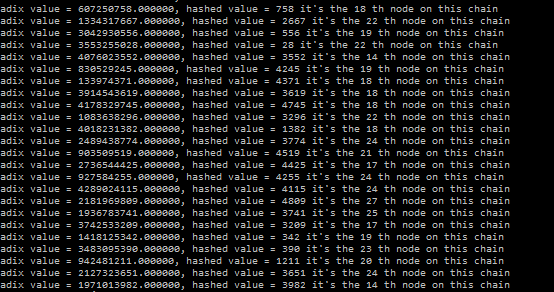 adix value = 607250758.000000, hashed value = 758 it's the 18 th node on this chain
adix value = 1334317667.000000, hashed value = 2667 it's the 22 th node on this chain
adix value = 3042930556.000000, hashed value = 556 it's the 19 th node on this chain
adix value = 3553255028.000000, hashed value = 28 it's the 22 th node on this chain
adix value = 4076023552.000000, hashed value = 3552 it's the 14 th node on this chain
adix value = 830529245.000000, hashed value = 4245 it's the 19 th node on this chain
adix value = 133974371.000000, hashed value = 4371 it's the 18 th node on this chain
adix value = 3914543619.000000, hashed value = 3619 it's the 18 th node on this chain
adix value = 4178329745.000000, hashed value = 4745 it's the 18 th node on this chain
adix value = 1083638296.000000, hashed value = 3296 it's the 22 th node on this chain
adix value = 4018231382.000000, hashed value = 1382 it's the 18 th node on this chain
adix value = 2489438774.000000, hashed value = 3774 it's the 24 th node on this chain
adix value = 903509519.000000, hashed value = 4519 it's the 21 th node on this chain
adix value = 2736544425.000000, hashed value = 4425 it's the 17 th node on this chain
adix value = 927584255.000000, hashed value = 4255 it's the 24 th node on this chain
adix value = 4289024115.000000, hashed value = 4115 it's the 24 th node on this chain
adix value = 2181969809.000000, hashed value = 4809 it's the 27 th node on this chain
adix value = 1936783741.000000, hashed value = 3741 it's the 25 th node on this chain
adix value = 3742533209.000000, hashed value = 3209 it's the 17 th node on this chain
adix value = 1418125342.000000, hashed value = 342 it's the 19 th node on this chain
adix value = 3483095390.000000, hashed value = 390 it's the 23 th node on this chain
adix value = 942481211.000000, hashed value = 1211 it's the 20 th node on this chain
adix value = 2127323651.000000, hashed value = 3651 it's the 24 th node on this chain
adix value = 1971013982.000000, hashed value = 3982 it's the 14 th node on this chain